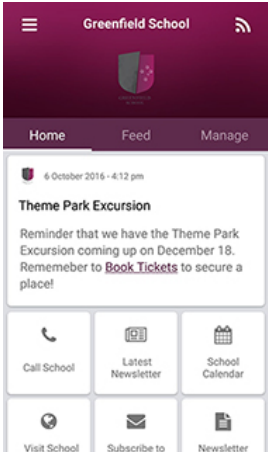 Greenfield School
GREENFIELD
SCHOOL
Home Feed Manage
6 October 2016 - 4:12 pm
Theme Park Excursion
Reminder that we have the Theme Park
Excursion coming up on December 18.
Rememeber to Book Tickets to secure a
place!
Call School
Latest
Newsletter
School
Calendar
Visit School
Subscribe to
Newsletter